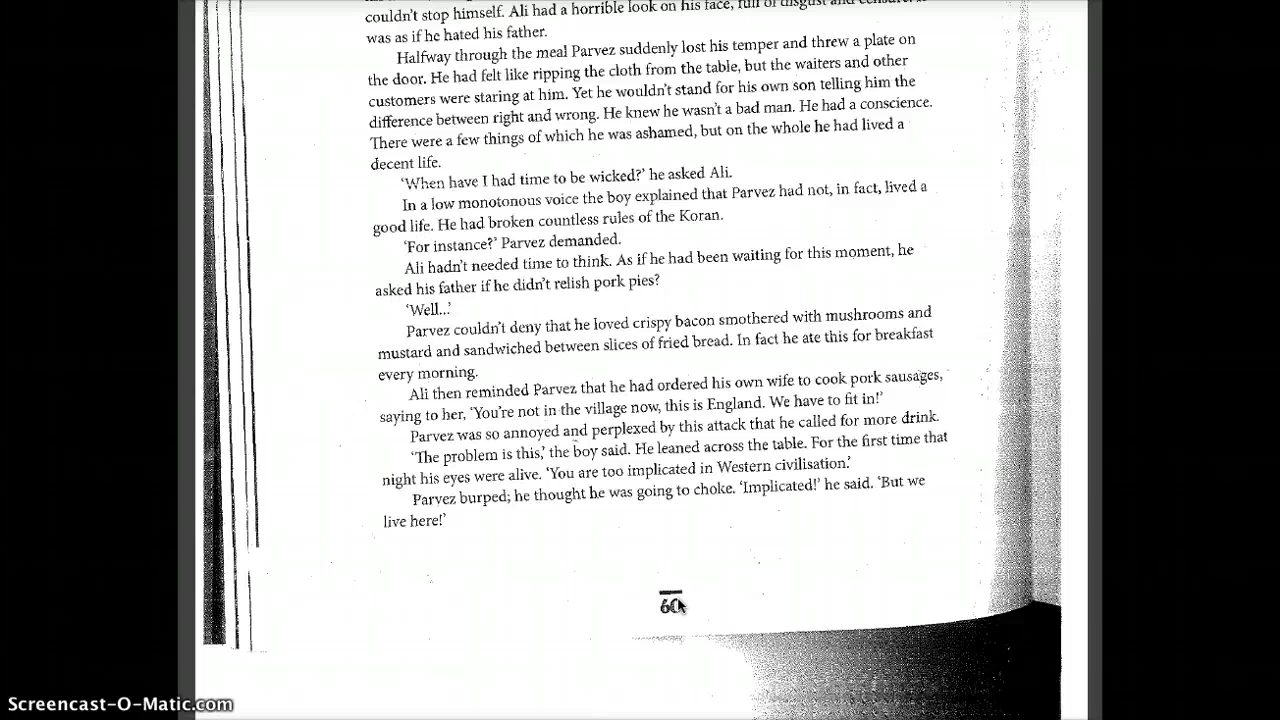 couldn't stop himself. Ali had a horrible look on his face, full of disgust and censure. It
was as if he hated his father.
Halfway through the meal Parvez suddenly lost his temper and threw a plate on
the door. He had felt like ripping the cloth from the table, but the waiters and other
customers were staring at him. Yet he wouldn't stand for his own son telling him the
difference between right and wrong. He knew he wasn't a bad man. He had a conscience.
There were a few things of which he was ashamed, but on the whole he had lived a
decent life.
'When have I had time to be wicked?' he asked Ali.
In a low monotonous voice the boy explained that Parvez had not, in fact, lived a
good life. He had broken countless rules of the Koran.
'For instance?' Parvez demanded.
Ali hadn't needed time to think. As if he had been waiting for this moment, he
asked his father if he didn't relish pork pies?
'Well...'
Parvez couldn't deny that he loved crispy bacon smothered with mushrooms and
mustard and sandwiched between slices of fried bread. In fact he ate this for breakfast
every morning.
Ali then reminded Parvez that he had ordered his own wife to cook pork sausages,
saying to her, 'You're not in the village now, this is England. We have to fit in!'
Parvez was so annoyed and perplexed by this attack that he called for more drink.
'The problem is this,' the boy said. He leaned across the table. For the first time that
night his eyes were alive. 'You are too implicated in Western civilisation.'
Parvez burped; he thought he was going to choke. 'Implicated!' he said. 'But we
live here!'
60
Screencast-O-Matic.com